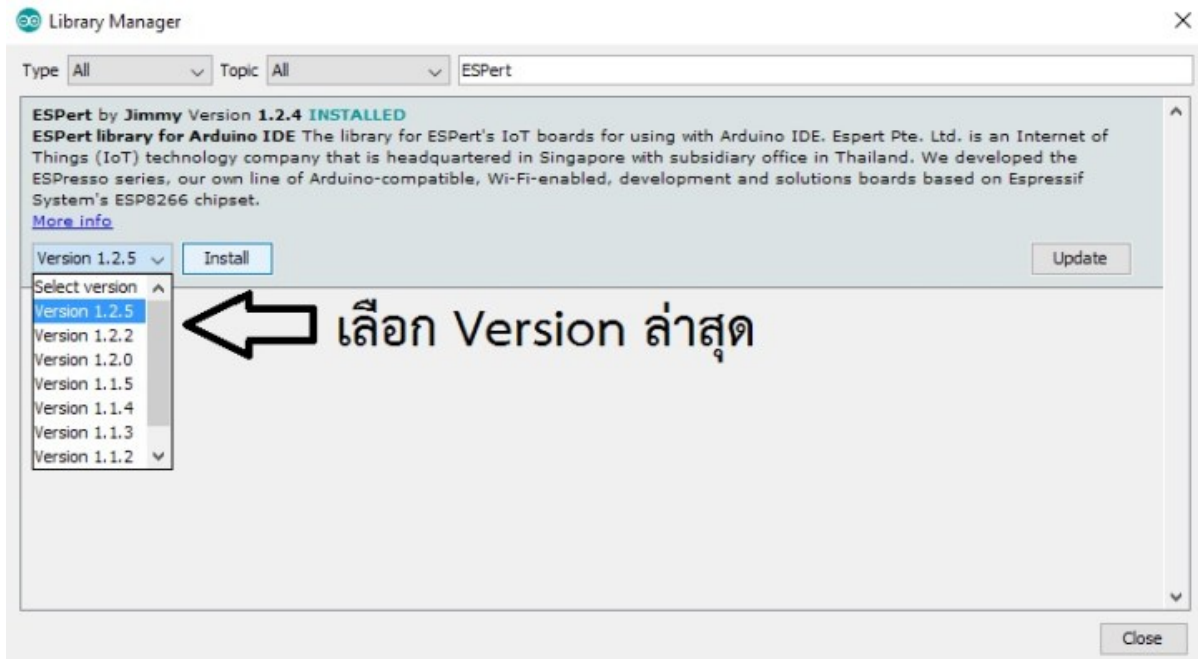 Library Manager
Type All Topic All ESPert
ESPert by Jimmy Version 1.2.4 INSTALLED
ESPert library for Arduino IDE The library for ESPert's IoT boards for using with Arduino IDE. Espert Pte. Ltd. is an Internet of
Things (IoT) technology company that is headquartered in Singapore with subsidiary office in Thailand. We developed the
ESPresso series, our own line of Arduino-compatible, Wi-Fi-enabled, development and solutions boards based on Espressif
System's ESP8266 chipset.
More info
Version 1.2.5 Install Update
Select version
Version 1.2.5
Version 1.2.2
Version 1.2.0
Version 1.1.5
Version 1.1.4
Version 1.1.3
Version 1.1.2
เลือก Version ล่าสุด
Close